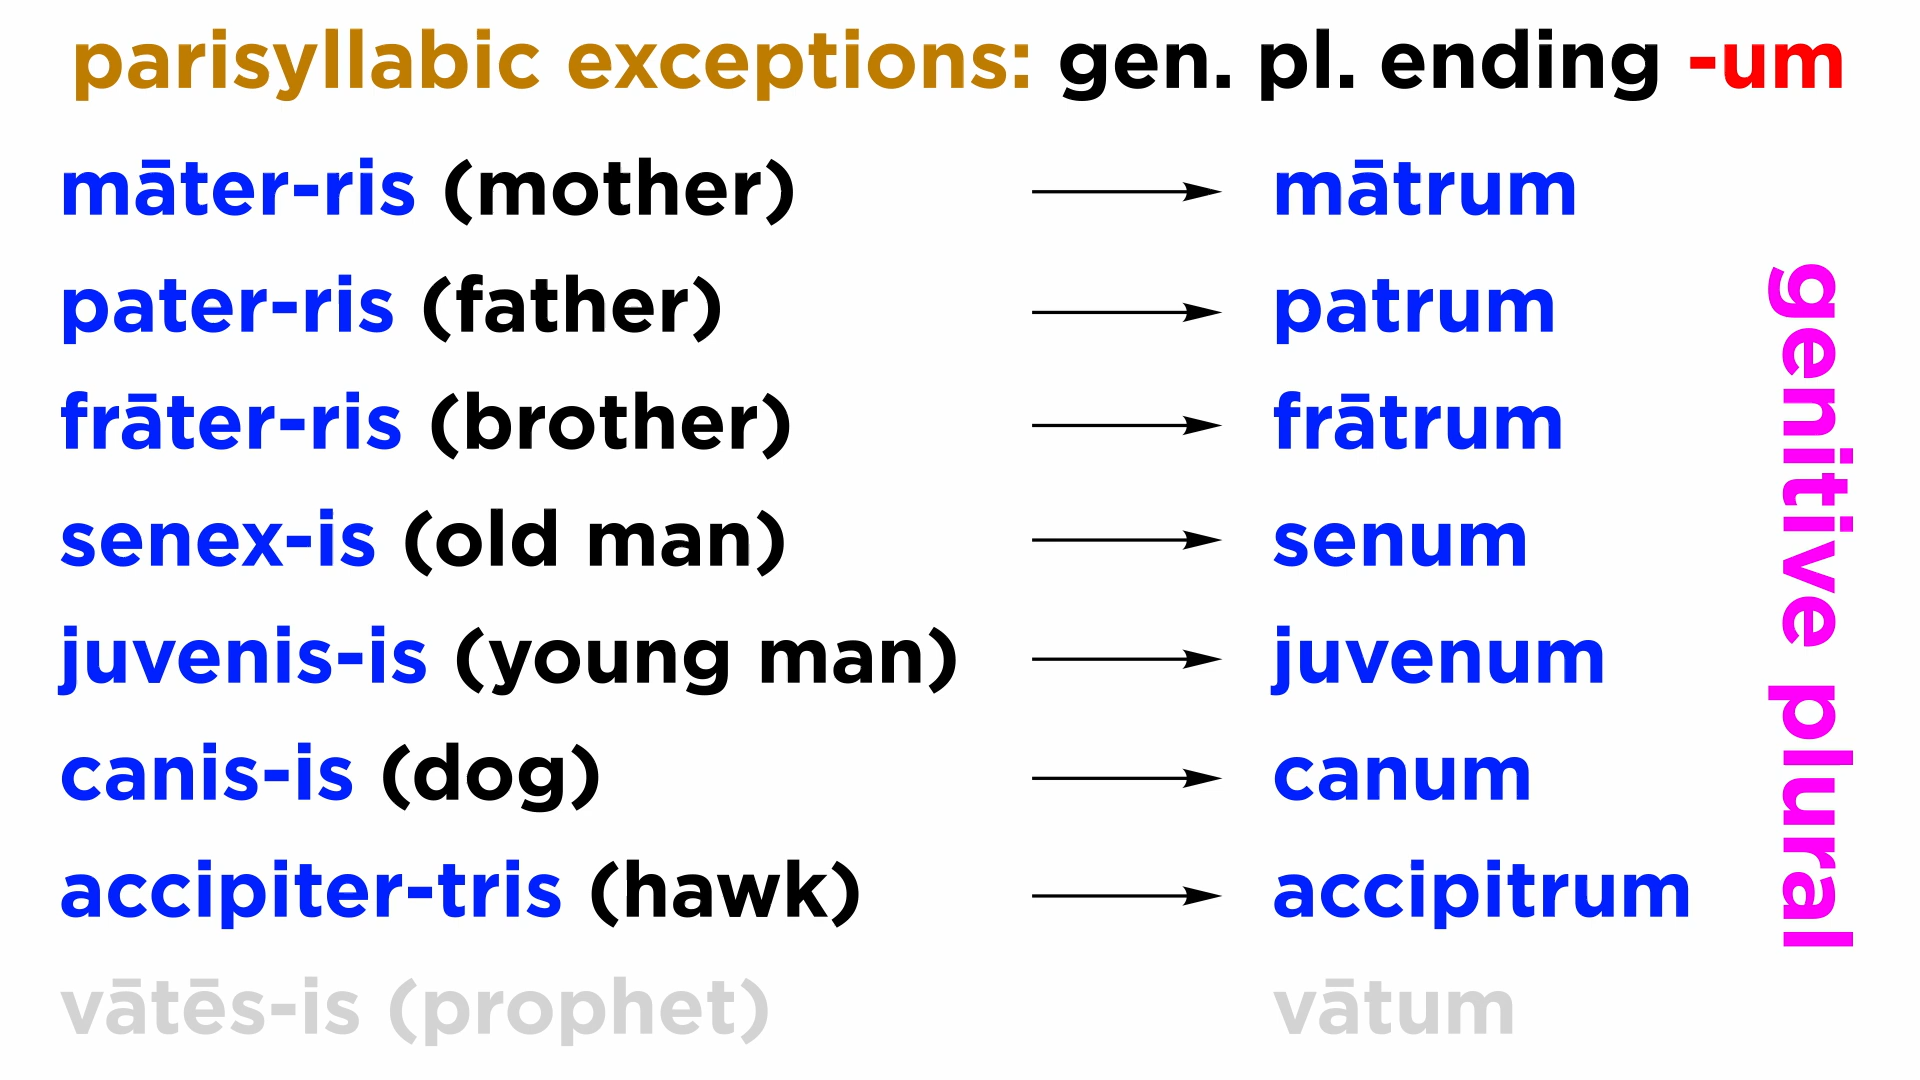 parisyllabic exceptions: gen. pl. ending -um
māter-ris (mother) mātrum
pater-ris (father) patrum
frāter-ris (brother) frātrum
senex-is (old man) senum
juvenis-is (young man) juvenum
canis-is (dog) canum
accipiter-tris (hawk) accipitrum
vātēs-is (prophet) vātum
genitive plural